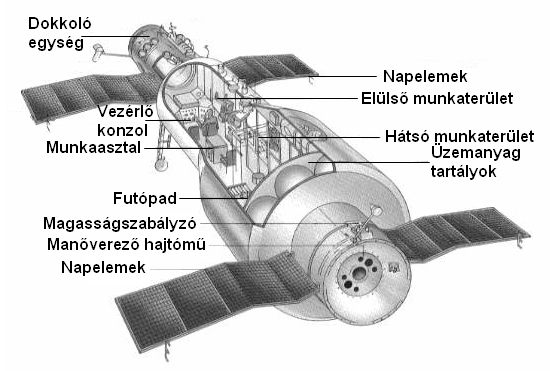 Dokkoló
egység
Napelemek
Elülső munkaterület
Vezérlő
konzol
Munkaasztal
Hátsó munkaterület
Üzemanyag
tartályok
Futópad
Magasságszabályzó
Manőverező hajtómű
Napelemek